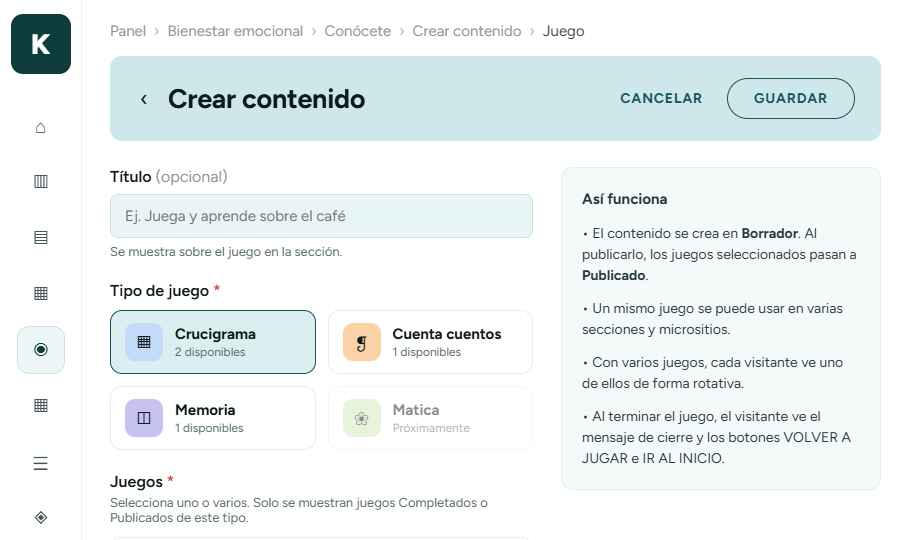 K
Panel › Bienestar emocional › Conócete › Crear contenido › Juego
‹ Crear contenido
CANCELAR
GUARDAR
Título (opcional)
Ej. Juega y aprende sobre el café
Se muestra sobre el juego en la sección.
Tipo de juego *
Crucigrama
2 disponibles
Cuenta cuentos
1 disponibles
Memoria
1 disponibles
Matica
Próximamente
Juegos *
Selecciona uno o varios. Solo se muestran juegos Completados o
Publicados de este tipo.
Así funciona
• El contenido se crea en Borrador. Al
publicarlo, los juegos seleccionados pasan a
Publicado.
• Un mismo juego se puede usar en varias
secciones y micrositios.
• Con varios juegos, cada visitante ve uno
de ellos de forma rotativa.
• Al terminar el juego, el visitante ve el
mensaje de cierre y los botones VOLVER A
JUGAR e IR AL INICIO.